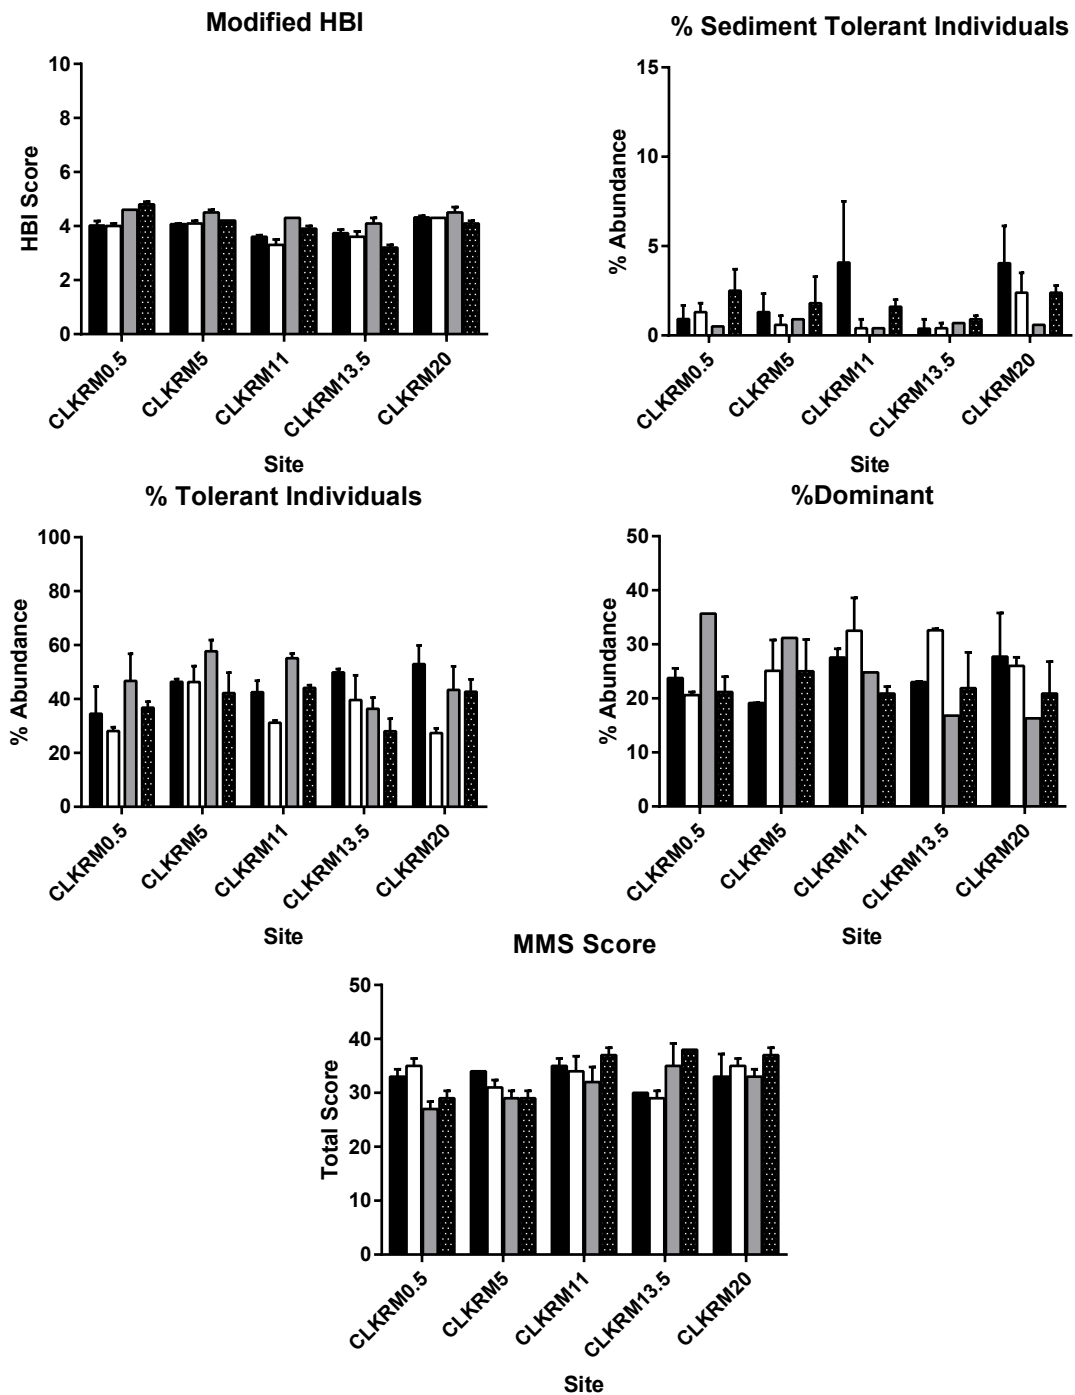 Modified HBI
10
8
6
4
2
0
HBI Score
CLKRM0.5
CLKRM5
CLKRM11
CLKRM13.5
CLKRM20
Site
% Sediment Tolerant Individuals
15
10
5
0
% Abundance
CLKRM0.5
CLKRM5
CLKRM11
CLKRM13.5
CLKRM20
Site
% Tolerant Individuals
100
80
60
40
20
0
% Abundance
CLKRM0.5
CLKRM5
CLKRM11
CLKRM13.5
CLKRM20
Site
%Dominant
50
40
30
20
10
0
% Abundance
CLKRM0.5
CLKRM5
CLKRM11
CLKRM13.5
CLKRM20
Site
MMS Score
50
40
30
20
10
0
Total Score
CLKRM0.5
CLKRM5
CLKRM11
CLKRM13.5
CLKRM20
Site